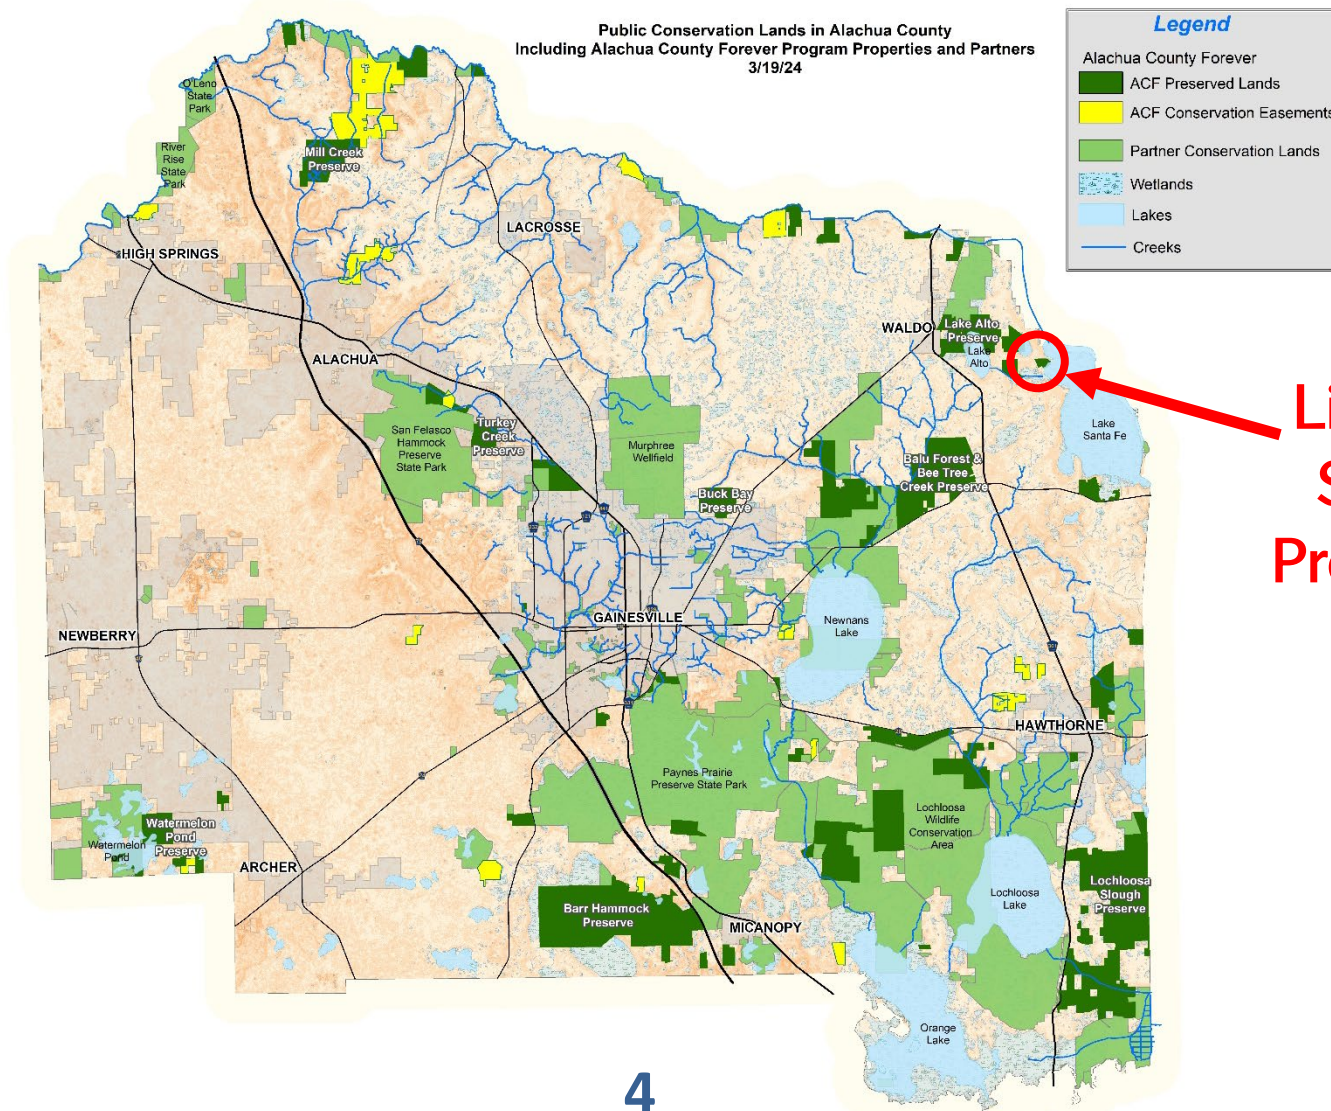 Public Conservation Lands in Alachua County
Including Alachua County Forever Program Properties and Partners
3/19/24
Legend
Alachua County Forever
ACF Preserved Lands
ACF Conservation Easements
Partner Conservation Lands
Wetlands
Lakes
Creeks
O'Leno
State
Park
River
Rise
State
Park
Mill Creek
Preserve
LACROSSE
HIGH SPRINGS
WALDO
Lake Alto
Preserve
Lake
Alto
ALACHUA
Li
S
Pr
Lake
Santa Fe
San Felasco
Hammock
Preserve
State Park
Turkey
Creek
Preserve
Murphree
Wellfield
Balu Forest &
Bee Tree
Creek Preserve
Buck Bay
Preserve
NEWBERRY
GAINESVILLE
Newnans
Lake
HAWTHORNE
Paynes Prairie
Preserve State Park
Lochloosa
Wildlife
Conservation
Area
Watermelon
Pond
Preserve
Watermelon
Pond
ARCHER
Lochloosa
Lake
Lochloosa
Slough
Preserve
Barr Hammock
Preserve
MICANOPY
Orange
Lake
4